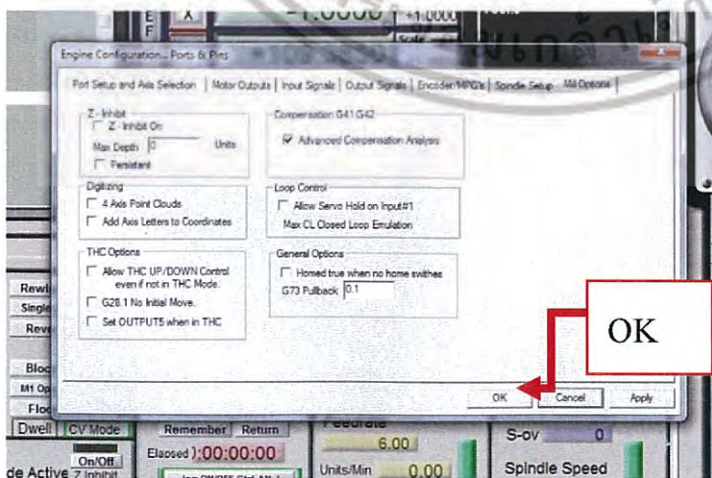 E
F
X
-1.0000
+1.0000
Scale
Engine Configuration... Ports & Pins
Port Setup and Axis Selection | Motor Outputs | Input Signals | Output Signals | Encoder/MPG's | Spindle Setup | Mill Options
Z-Inhibit
Z-Inhibit On
Max Depth 0 Units
Persistant
Compensation G41 G42
Advanced Compensation Analysis
Digitizing
4 Axis Point Clouds
Add Axis Letters to Coordinates
Loop Control
Allow Servo Hold on Input#1
Max CL Closed Loop Emulation
THC Options
Allow THC UP/DOWN Control
even if not in THC Mode.
G28.1 No Initial Move.
Set OUTPUT5 when in THC
General Options
Homed true when no home swithes
G73 Pullback 0.1
OK
OK Cancel Apply
Rewi
Single
Reve
Bloc
M1 Op
Floo
Dwell CV Mode
Remember Return
Feedrate
6.00
S-ov 0
On/Off
Elapsed ):00:00:00
de Active Z Inhibit
Units/Min 0.00
Spindle Speed